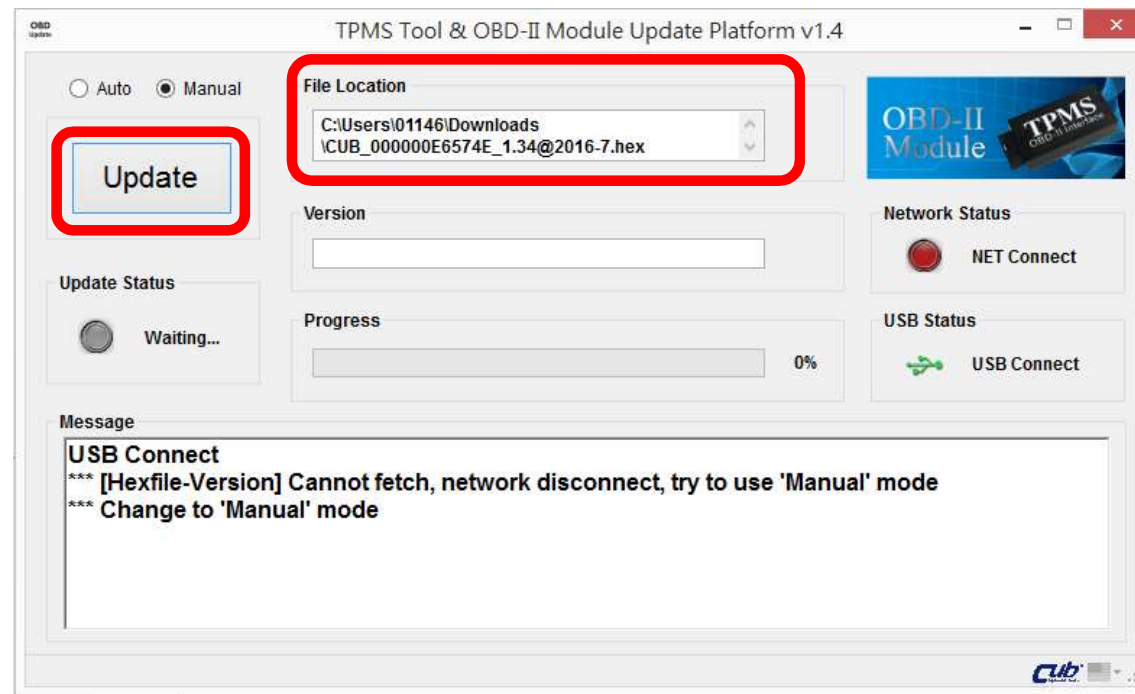 OBD
Update
TPMS Tool & OBD-II Module Update Platform v1.4
Auto
Manual
Update
File Location
C:\Users\01146\Downloads
\CUB_000000E6574E_1.34@2016-7.hex
OBD-II
Module
TPMS
OBD-II Interface
Version
Network Status
NET Connect
Update Status
Waiting...
Progress
0%
USB Status
USB Connect
Message
USB Connect
*** [Hexfile-Version] Cannot fetch, network disconnect, try to use 'Manual' mode
*** Change to 'Manual' mode
cub